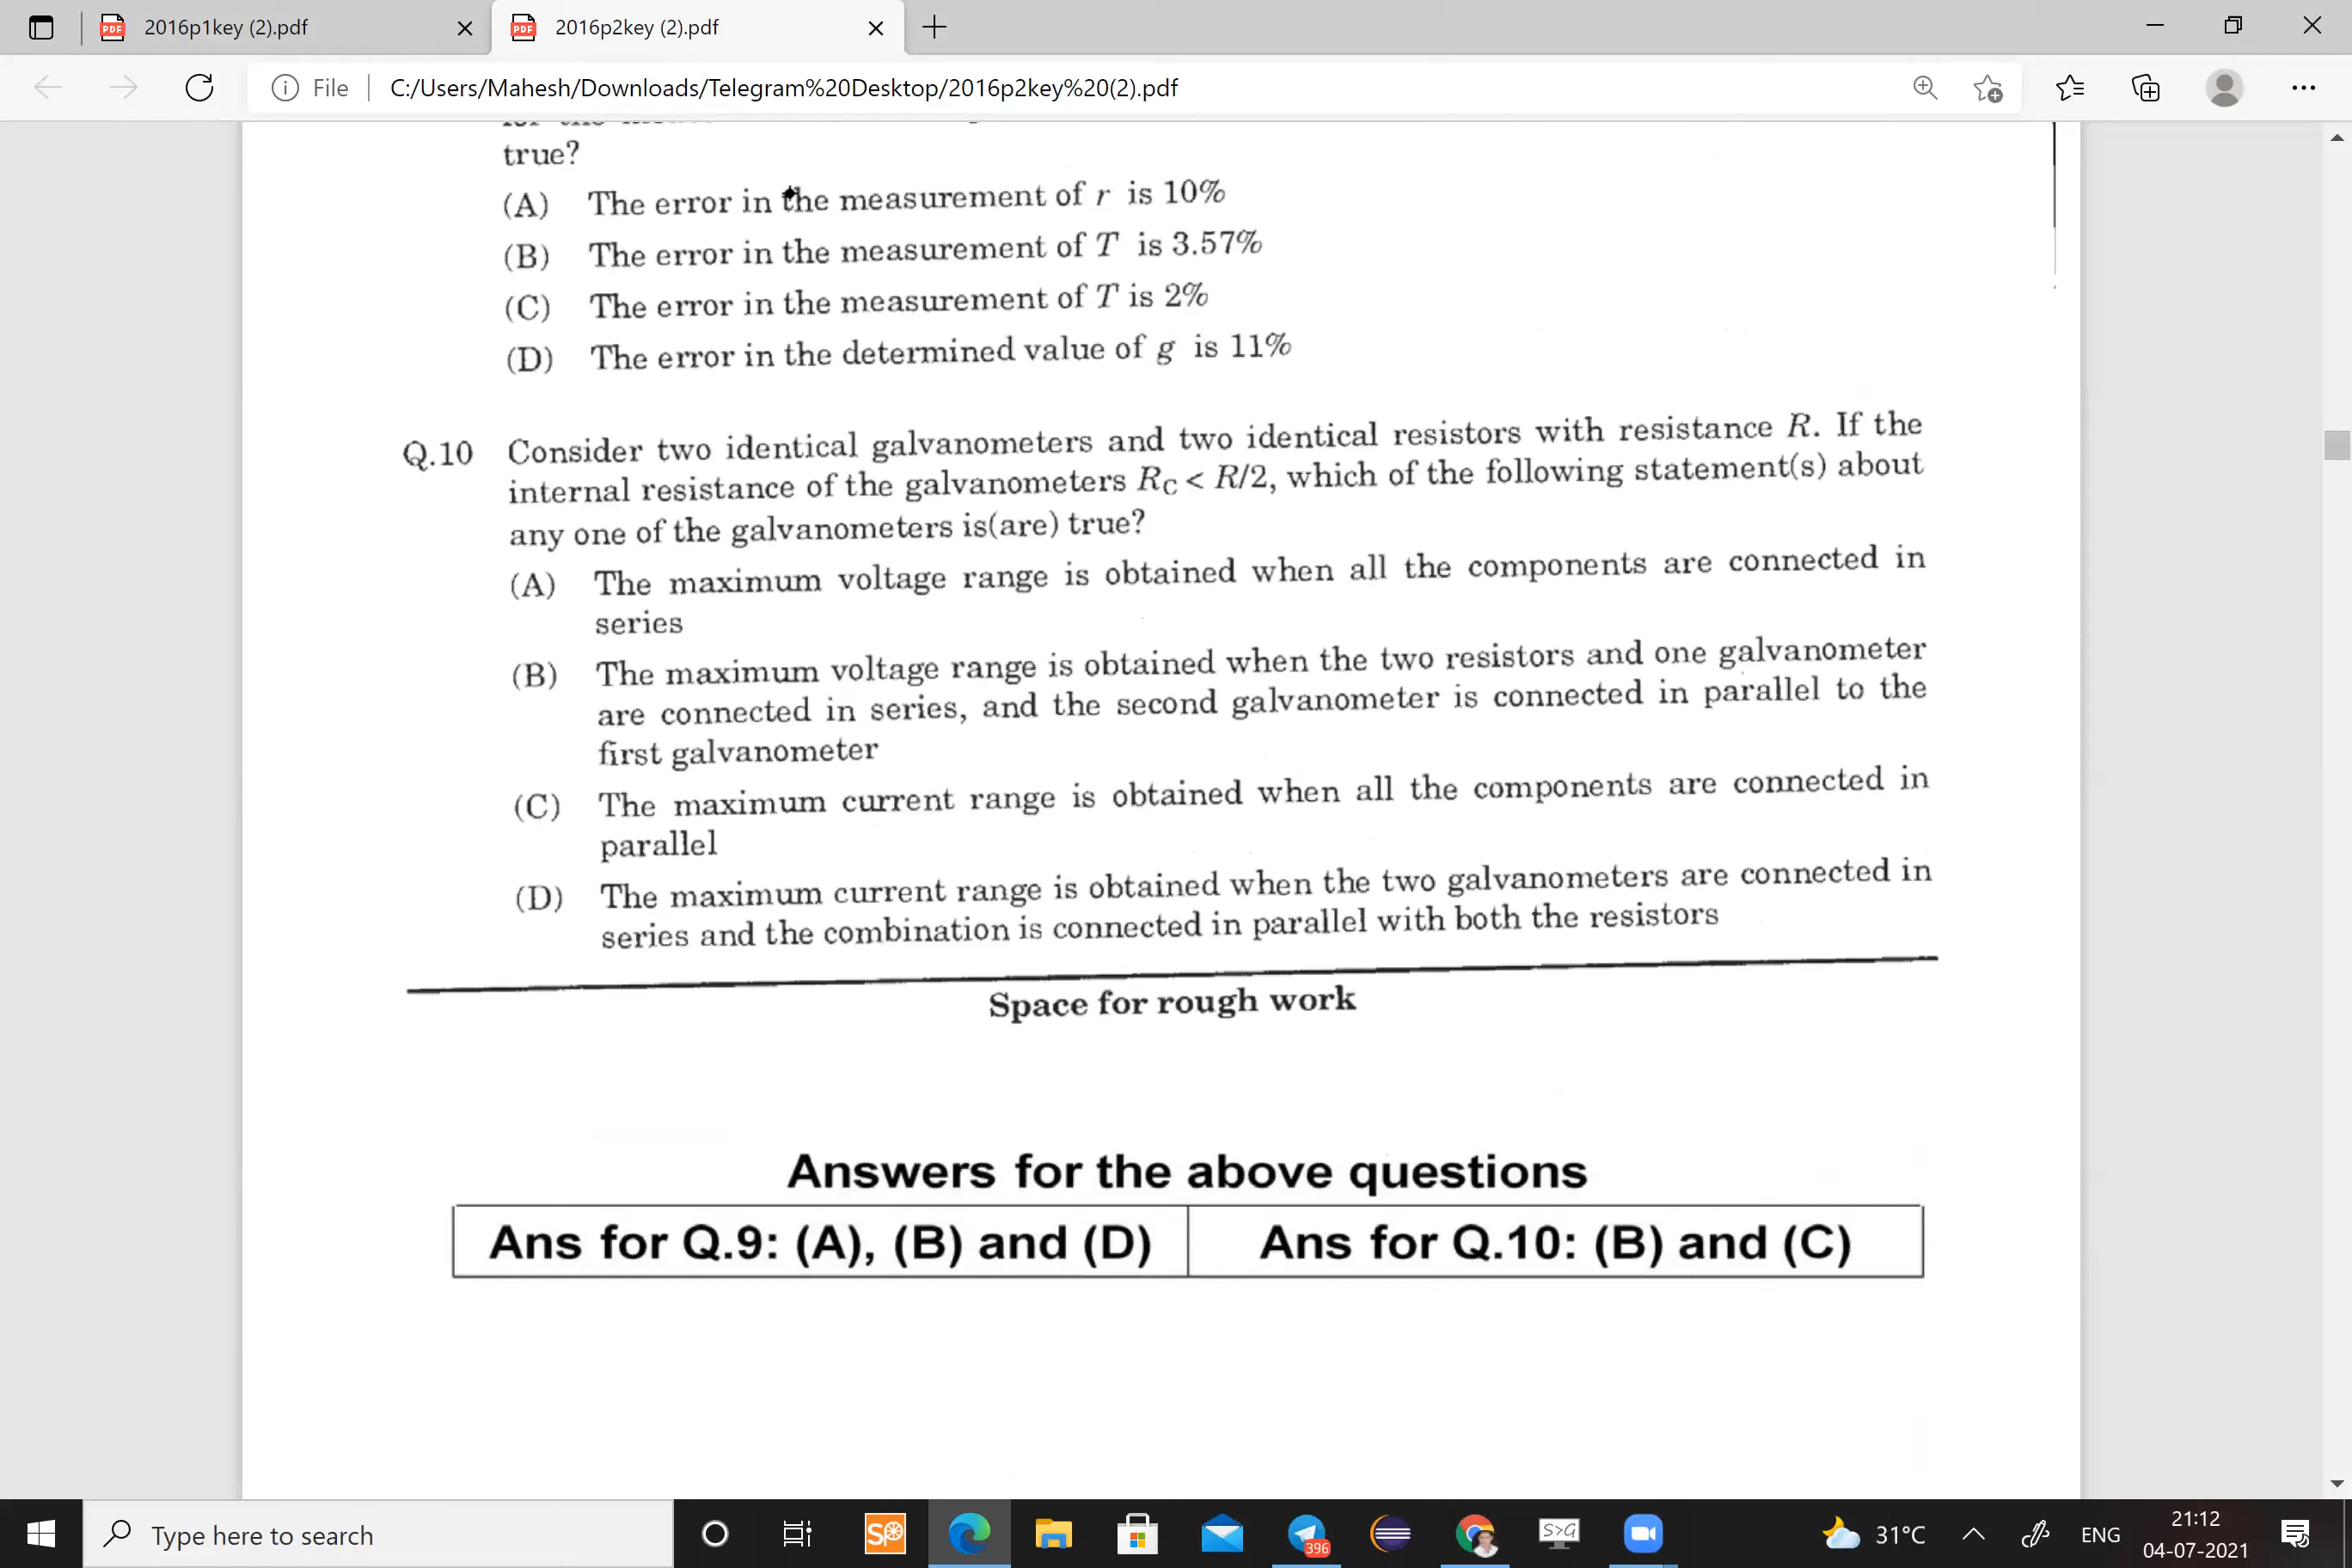 2016p1key (2).pdf
2016p2key (2).pdf
File
C:/Users/Mahesh/Downloads/Telegram%20Desktop/2016p2key%20(2).pdf
true?
(A) The error in the measurement of r is 10%
(B) The error in the measurement of T is 3.57%
(C) The error in the measurement of T is 2%
(D) The error in the determined value of g is 11%
Q.10 Consider two identical galvanometers and two identical resistors with resistance R. If the
internal resistance of the galvanometers RC < R/2, which of the following statement(s) about
any one of the galvanometers is(are) true?
(A) The maximum voltage range is obtained when all the components are connected in
series
(B) The maximum voltage range is obtained when the two resistors and one galvanometer
are connected in series, and the second galvanometer is connected in parallel to the
first galvanometer
(C) The maximum current range is obtained when all the components are connected in
parallel
(D) The maximum current range is obtained when the two galvanometers are connected in
series and the combination is connected in parallel with both the resistors
Space for rough work
Answers for the above questions
Ans for Q.9: (A), (B) and (D)
Ans for Q.10: (B) and (C)
Type here to search
SP
396
S>G
31°C
ENG
21:12
04-07-2021